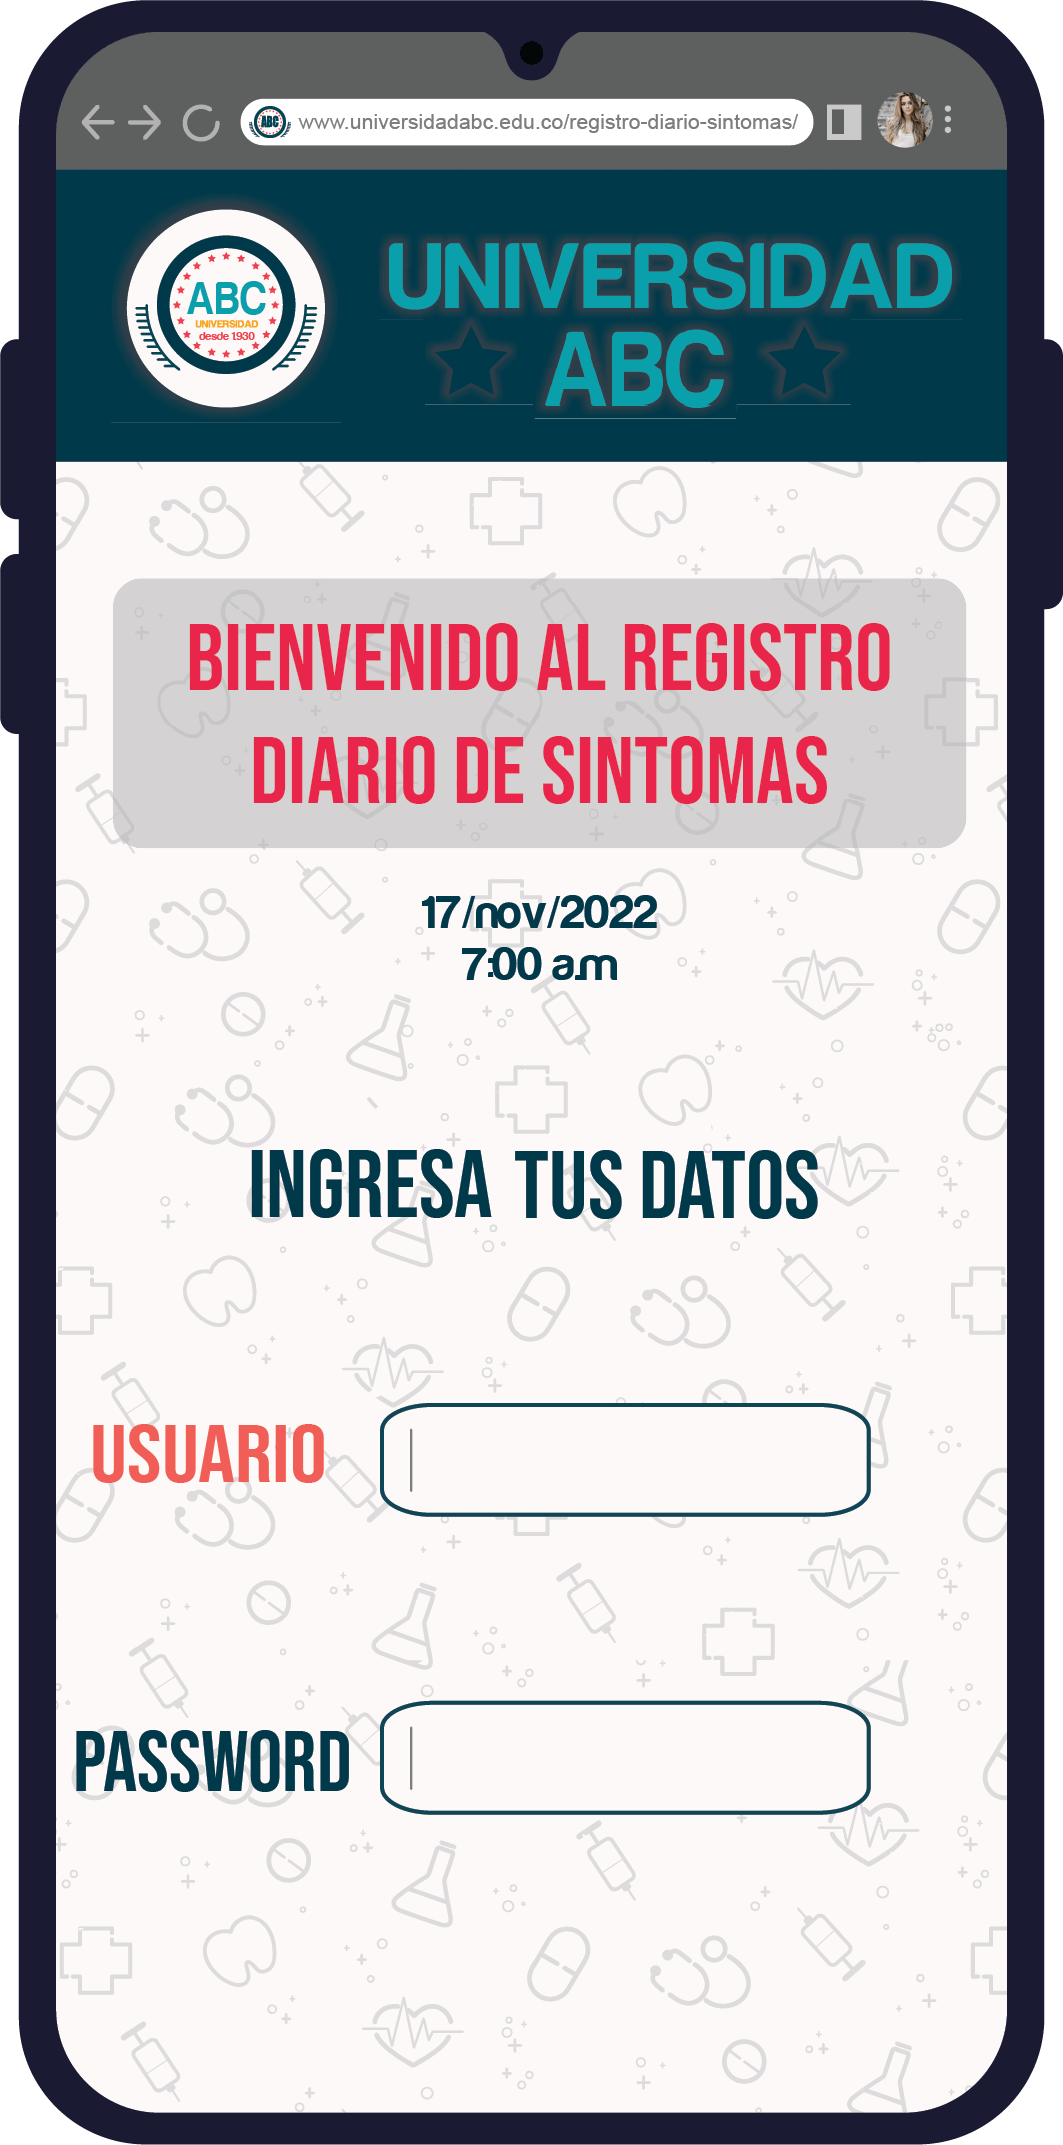 ABC
www.universidadabc.edu.co/registro-diario-sintomas/
ABC
UNIVERSIDAD
desde 1930
UNIVERSIDAD
ABC
BIENVENIDO AL REGISTRO
DIARIO DE SINTOMAS
17/nov/2022
7:00 a.m
INGRESA TUS DATOS
USUARIO
PASSWORD